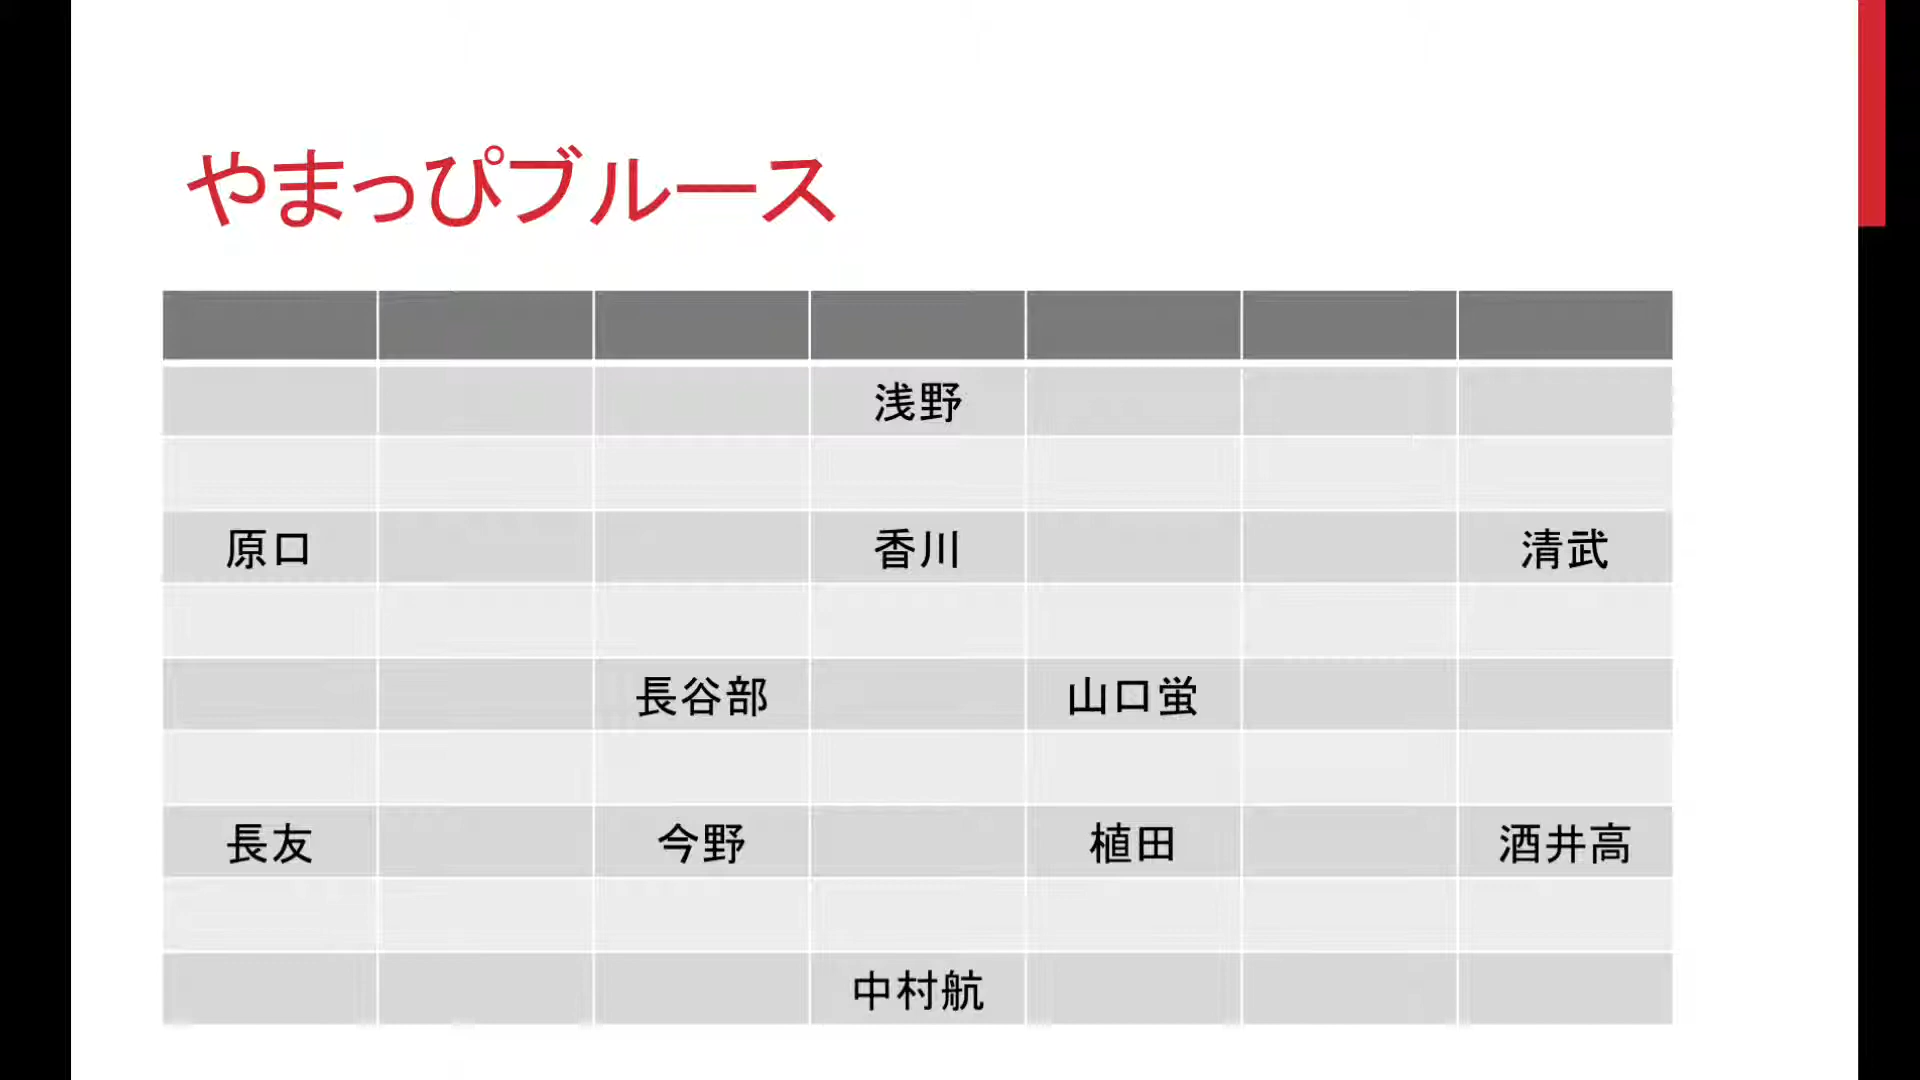 やまっぴブルース
浅野
原口 香川 清武
長谷部 山口蛍
長友 今野 植田 酒井高
中村航